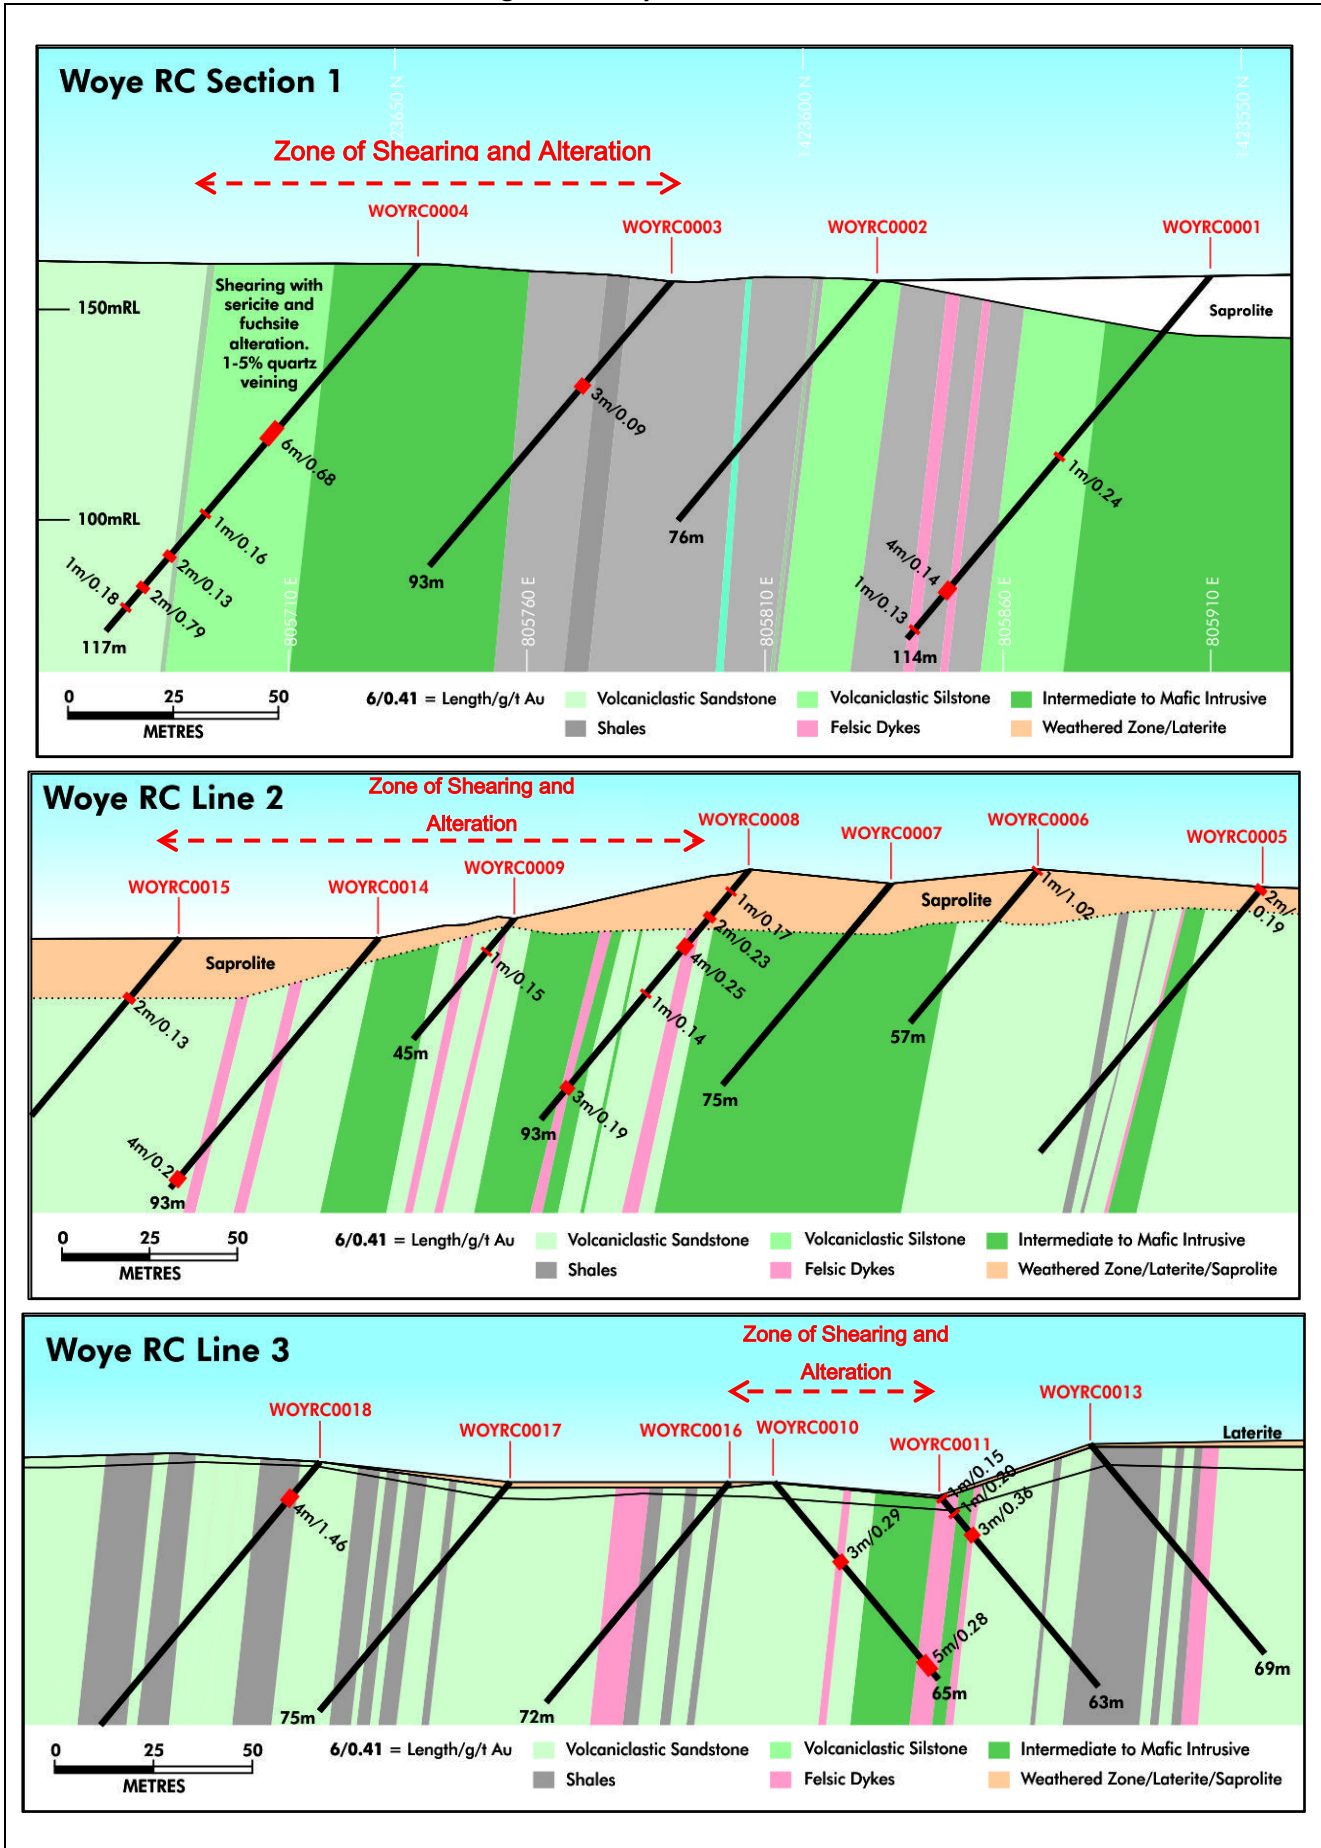 Woye RC Section 1
1423600 N
1423550 N
Zone of Shearing and Alteration
WOYRC0004
WOYRC0003
WOYRC0002
WOYRC0001
Shearing with
sericite and
fuchsite
alteration.
1-5% quartz
veining
150mRL
Saprolite
3m/0.09
6m/0.68
1m/0.24
100mRL
1m/0.16
76m
2m/0.13
4m/0.14
1m/0.18
2m/0.79
93m
1m/0.13
117m
114m
805710 E
805760 E
805810 E
805860 E
805910 E
0 25 50
METRES
6/0.41 = Length/g/t Au
Volcaniclastic Sandstone
Volcaniclastic Silstone
Intermediate to Mafic Intrusive
Shales
Felsic Dykes
Weathered Zone/Laterite
Woye RC Line 2
Zone of Shearing and
Alteration
WOYRC0008
WOYRC0007
WOYRC0006
WOYRC0005
WOYRC0009
WOYRC0015
WOYRC0014
Saprolite
Saprolite
1m/0.17
2m/0.23
4m/0.25
1m/0.14
1m/1.02
2m/
0.19
1m/0.15
2m/0.13
45m
57m
75m
3m/0.19
93m
4m/0.2
93m
0 25 50
METRES
6/0.41 = Length/g/t Au
Volcaniclastic Sandstone
Volcaniclastic Silstone
Intermediate to Mafic Intrusive
Shales
Felsic Dykes
Weathered Zone/Laterite/Saprolite
Woye RC Line 3
Zone of Shearing and
Alteration
WOYRC0018
WOYRC0017
WOYRC0016
WOYRC0010
WOYRC0011
WOYRC0013
Laterite
1m/0.15
1m/0.20
3m/0.36
4m/1.46
3m/0.29
5m/0.28
69m
65m
63m
75m
72m
0 25 50
METRES
6/0.41 = Length/g/t Au
Volcaniclastic Sandstone
Volcaniclastic Silstone
Intermediate to Mafic Intrusive
Shales
Felsic Dykes
Weathered Zone/Laterite/Saprolite